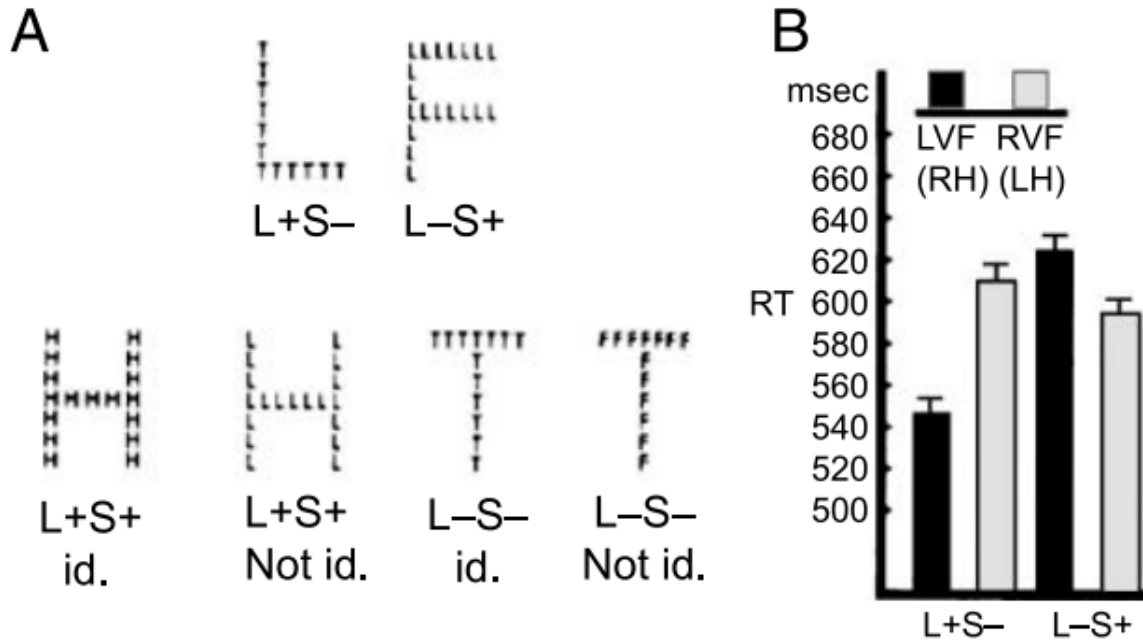 A
L+S–
L–S+
L+S+
id.
L+S+
Not id.
L–S–
id.
L–S–
Not id.
B
msec
LVF RVF
(RH) (LH)
680
660
640
620
600
580
560
540
520
500
RT
L+S–
L–S+